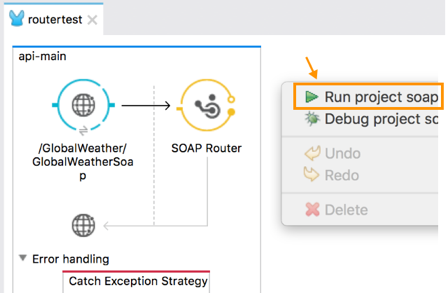 routertest
api-main
/GlobalWeather/
GlobalWeatherSoa
p
SOAP Router
Error handling
Catch Exception Strategy
Run project soap
Debug project sc
Undo
Redo
Delete